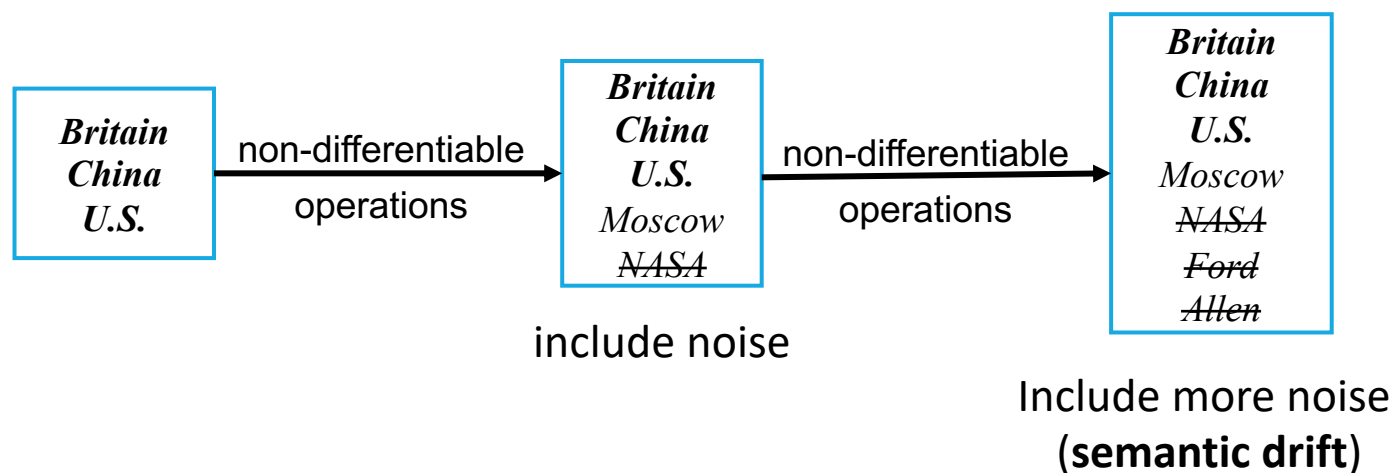 Britain
China
U.S.
non-differentiable
operations
Britain
China
U.S.
Moscow
NASA
include noise
non-differentiable
operations
Britain
China
U.S.
Moscow
NASA
Ford
Allen
Include more noise
(semantic drift)